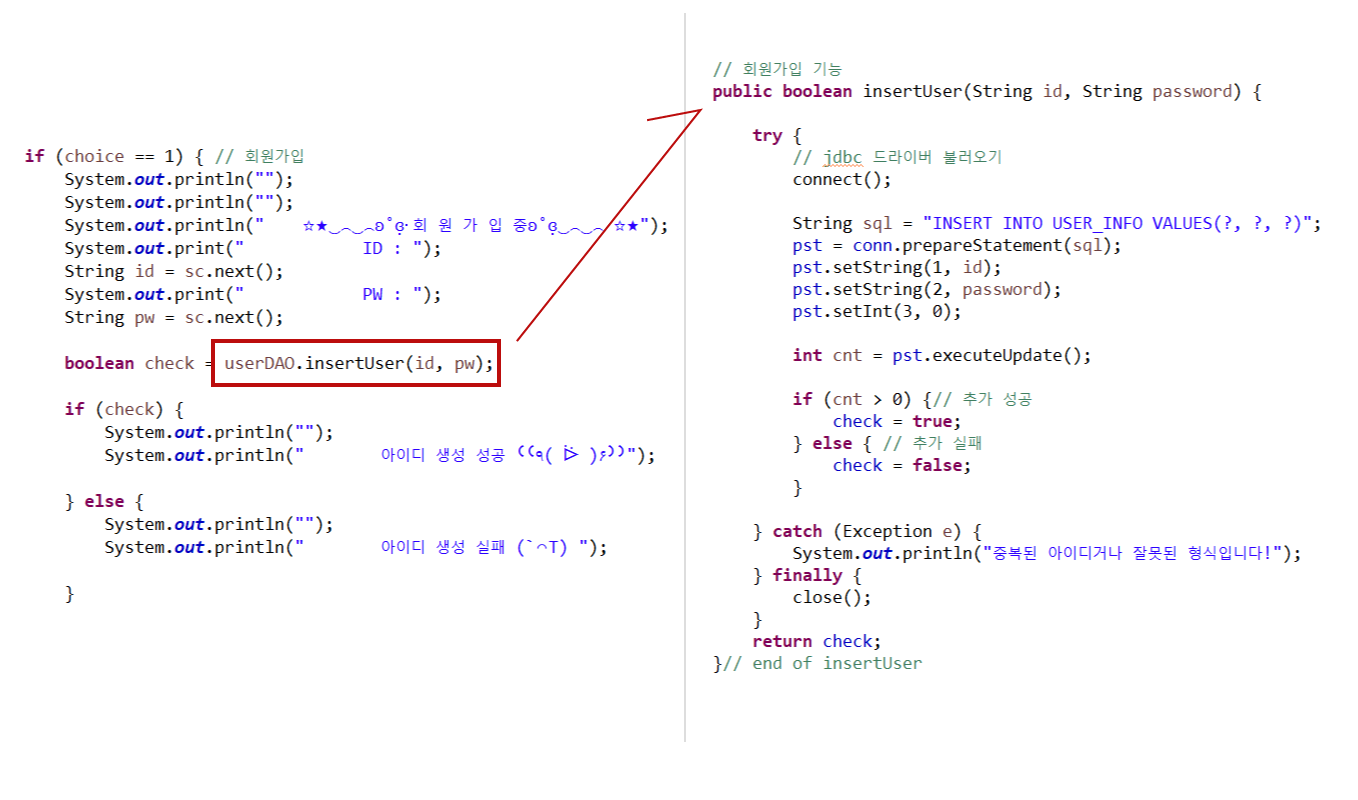 if (choice == 1) { // 회원가입
System.out.println("");
System.out.println("");
System.out.println("    ☆★‿︵‿︵ʚ˚ɞ·̩͙회 원 가 입 중ʚ˚ɞ̣‿︵‿︵☆★");
System.out.print("            ID : ");
String id = sc.next();
System.out.print("            PW : ");
String pw = sc.next();
boolean check = userDAO.insertUser(id, pw);
if (check) {
System.out.println("");
System.out.println("        아이디 생성 성공 ⁽⁽٩( ᐖ )۶⁾⁾");
} else {
System.out.println("");
System.out.println("        아이디 생성 실패 (`⌒T) ");
}
// 회원가입 기능
public boolean insertUser(String id, String password) {
try {
// jdbc 드라이버 불러오기
connect();
String sql = "INSERT INTO USER_INFO VALUES(?, ?, ?)";
pst = conn.prepareStatement(sql);
pst.setString(1, id);
pst.setString(2, password);
pst.setInt(3, 0);
int cnt = pst.executeUpdate();
if (cnt > 0) {// 추가 성공
check = true;
} else { // 추가 실패
check = false;
}
} catch (Exception e) {
System.out.println("중복된 아이디거나 잘못된 형식입니다!");
} finally {
close();
}
return check;
}// end of insertUser